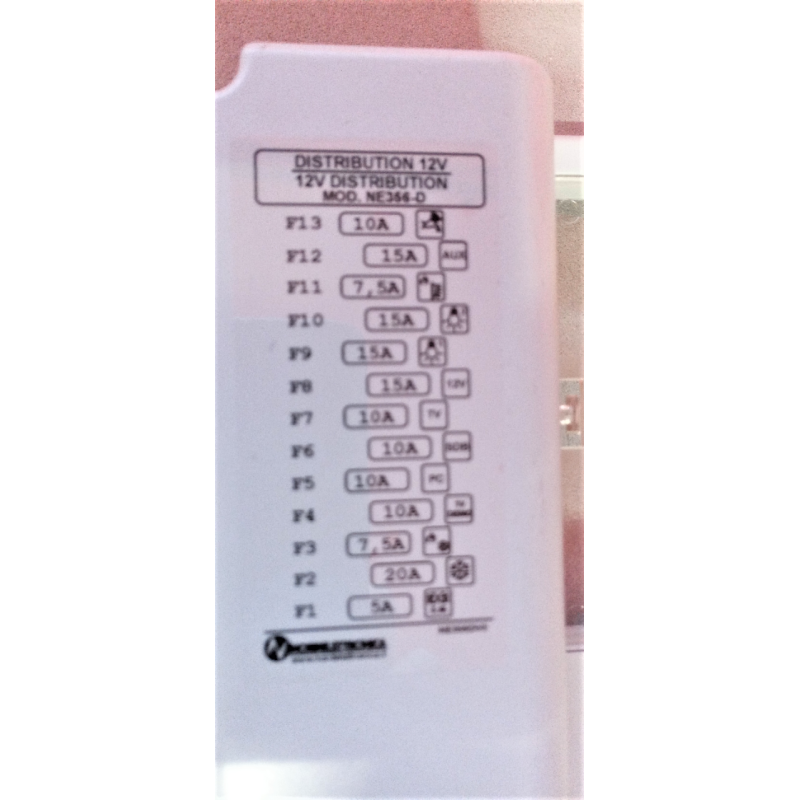 DISTRIBUTION 12V
12V DISTRIBUTION
MOD. NE356-D
F13 10A
F12 15A AUX
F11 7,5A
F10 15A
F9 15A
F8 15A 12V
F7 10A TV
F6 10A
F5 10A PC
F4 10A TV
F3 7,5A
F2 20A
F1 5A
NORDELETTRONICA